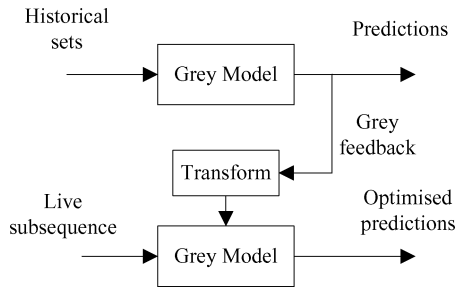 Historical
sets
Predictions
Grey Model
Grey
feedback
Transform
Live
subsequence
Optimised
predictions
Grey Model